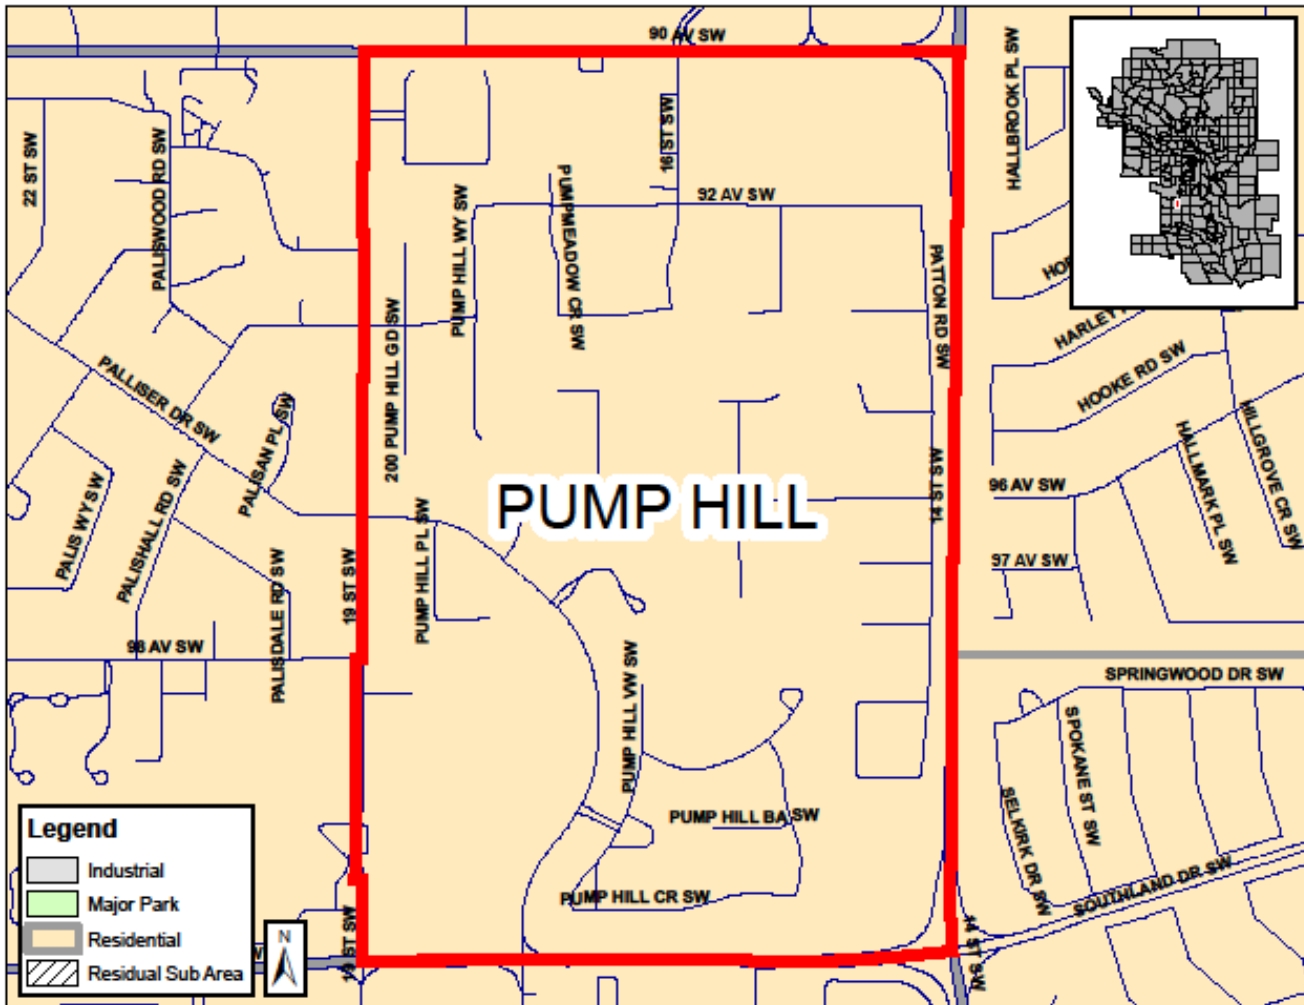 90 AV SW
HALLBROOK PL SW
22 ST SW
PALISWOOD RD SW
16 ST SW
PUMPMEADOW CR SW
92 AV SW
PUMP HILL WY SW
PATTON RD SW
200 PUMP HILL GD SW
HOOKE RD SW
PALLISER DR SW
PALISAN PL SW
HILLGROVE CR SW
HALLMARK PL SW
14 ST SW
96 AV SW
PUMP HILL
PALIS WY SW
PALISHALL RD SW
PUMP HILL PL SW
97 AV SW
19 ST SW
PALISDALE RD SW
98 AV SW
PUMP HILL VW SW
SPRINGWOOD DR SW
SPOKANE ST SW
SELKIRK DR SW
PUMP HILL BA SW
SOUTHLAND DR SW
PUMP HILL CR SW
19 ST SW
14 ST SW
Legend
Industrial
Major Park
Residential
Residual Sub Area
N